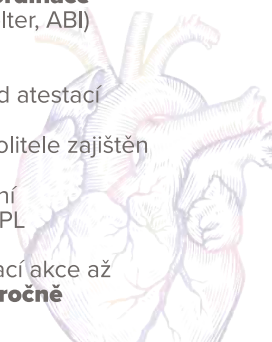 lter, ABI)
d atestací
olitele zajištěn
ní
PL
ací akce až
ročně